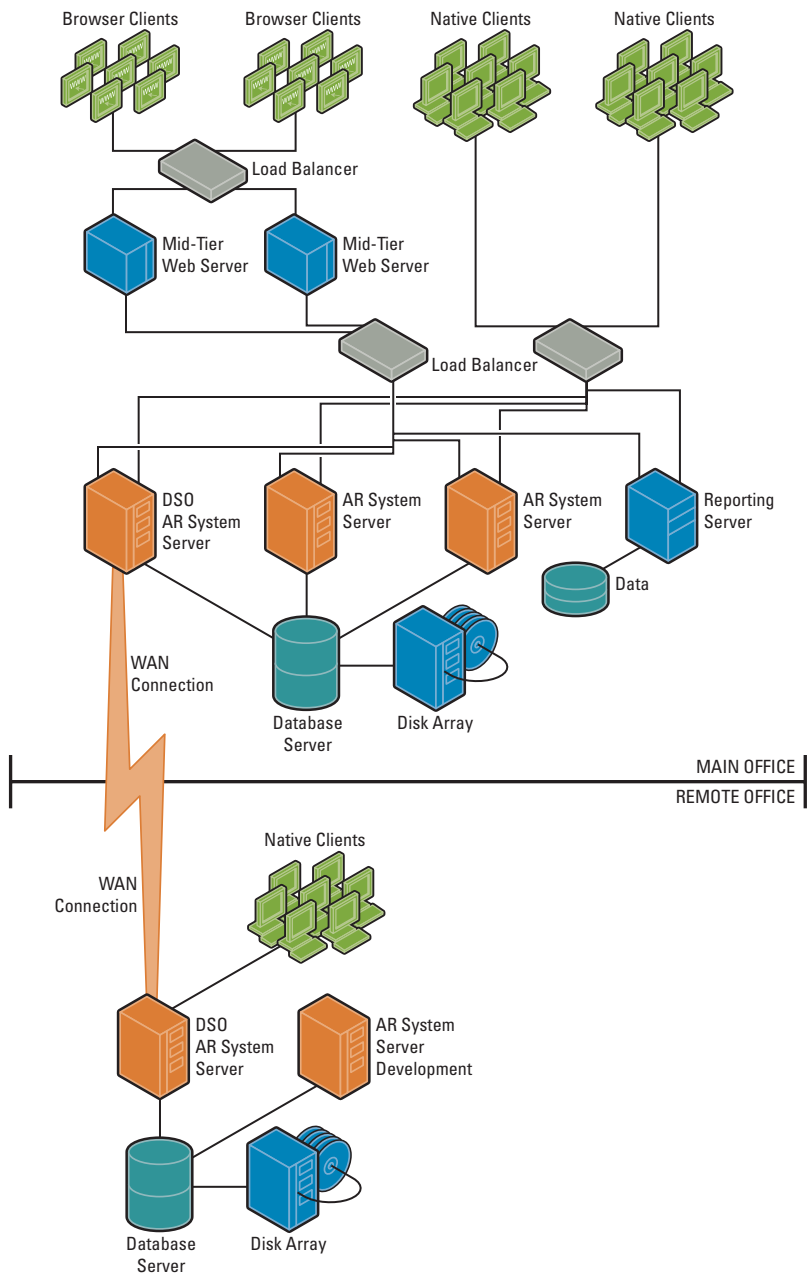 Browser Clients
Browser Clients
Native Clients
Native Clients
Load Balancer
Mid-Tier
Web Server
Mid-Tier
Web Server
Load Balancer
DSO
AR System
Server
AR System
Server
AR System
Server
Reporting
Server
Data
WAN
Connection
Database
Server
Disk Array
MAIN OFFICE
REMOTE OFFICE
Native Clients
WAN
Connection
DSO
AR System
Server
AR System
Server
Development
Database
Server
Disk Array